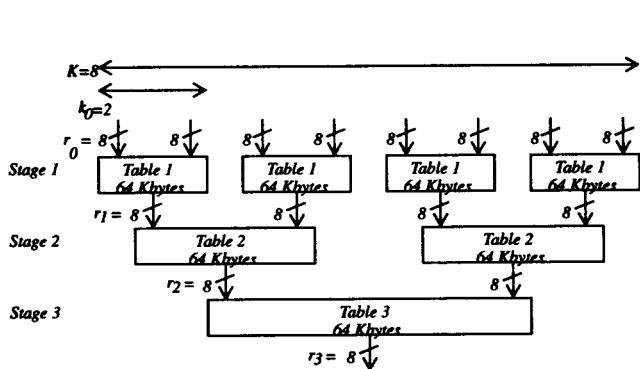 K=8
k0=2
r0 = 8 8 8 8 8 8 8 8
Stage 1 Table 1 Table 1 Table 1 Table 1
64 Kbytes 64 Kbytes 64 Kbytes 64 Kbytes
r1 = 8 8 8 8
Stage 2 Table 2 Table 2
64 Kbytes 64 Kbytes
r2 = 8 8
Stage 3 Table 3
64 Kbytes
r3 = 8